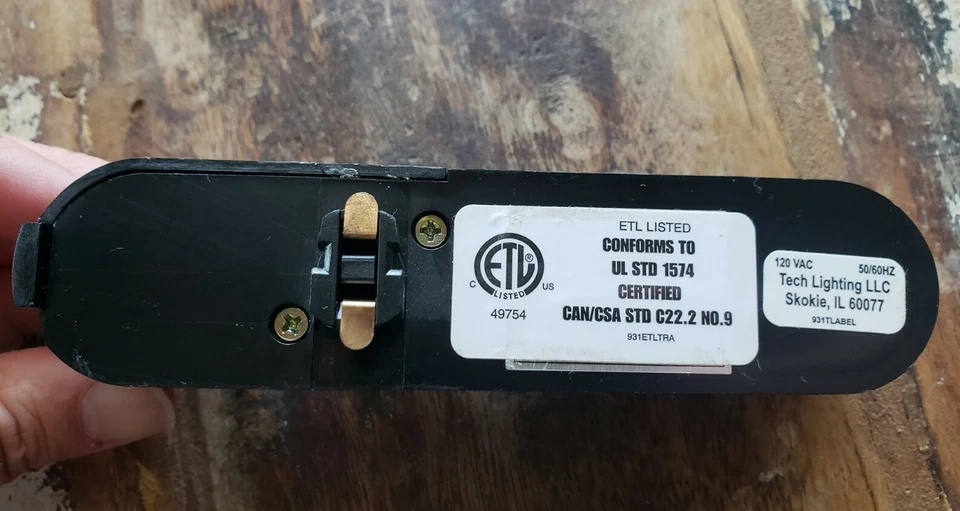 ETL LISTED
CONFORMS TO
UL STD 1574
CERTIFIED
CAN/CSA STD C22.2 NO.9
931ETLTRA
ETL®
C LISTED US
49754
120 VAC 50/60HZ
Tech Lighting LLC
Skokie, IL 60077
931TLABEL